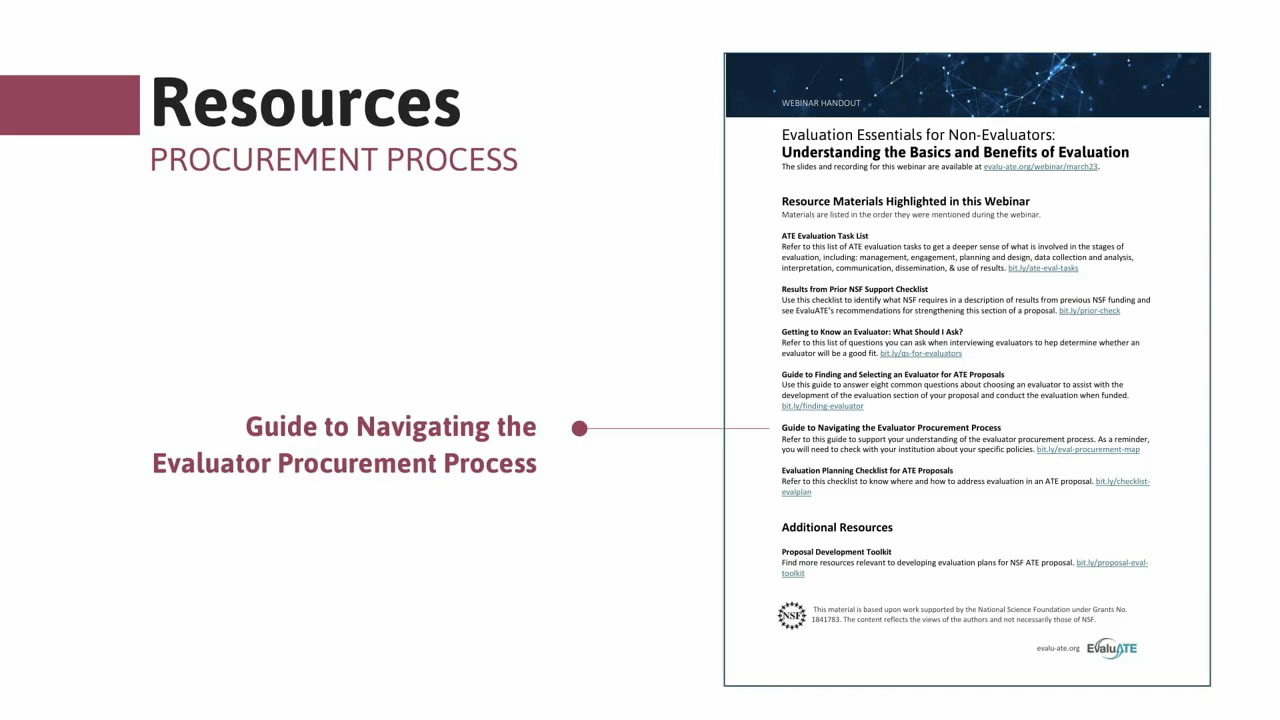 Resources
PROCUREMENT PROCESS
Guide to Navigating the
Evaluator Procurement Process
WEBINAR HANDOUT
Evaluation Essentials for Non-Evaluators:
Understanding the Basics and Benefits of Evaluation
The slides and recording for this webinar are available at evalu-ate.org/webinar/march23.
Resource Materials Highlighted in this Webinar
Materials are listed in the order they were mentioned during the webinar.
ATE Evaluation Task List
Refer to this list of ATE evaluation tasks to get a deeper sense of what is involved in the stages of
evaluation, including: management, engagement, planning and design, data collection and analysis,
interpretation, communication, dissemination, & use of results. bit.ly/ate-eval-tasks
Results from Prior NSF Support Checklist
Use this checklist to identify what NSF requires in a description of results from previous NSF funding and
see EvaluATE's recommendations for strengthening this section of a proposal. bit.ly/prior-check
Getting to Know an Evaluator: What Should I Ask?
Refer to this list of questions you can ask when interviewing evaluators to hep determine whether an
evaluator will be a good fit. bit.ly/qs-for-evaluators
Guide to Finding and Selecting an Evaluator for ATE Proposals
Use this guide to answer eight common questions about choosing an evaluator to assist with the
development of the evaluation section of your proposal and conduct the evaluation when funded.
bit.ly/finding-evaluator
Guide to Navigating the Evaluator Procurement Process
Refer to this guide to support your understanding of the evaluator procurement process. As a reminder,
you will need to check with your institution about your specific policies. bit.ly/eval-procurement-map
Evaluation Planning Checklist for ATE Proposals
Refer to this checklist to know where and how to address evaluation in an ATE proposal. bit.ly/checklist-
evalplan
Additional Resources
Proposal Development Toolkit
Find more resources relevant to developing evaluation plans for NSF ATE proposal. bit.ly/proposal-eval-
toolkit
NSF
This material is based upon work supported by the National Science Foundation under Grants No.
1841783. The content reflects the views of the authors and not necessarily those of NSF.
evalu-ate.org EvaluATE